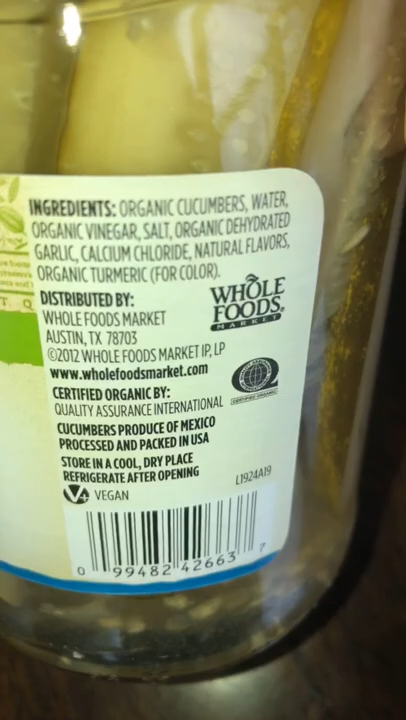 INGREDIENTS: ORGANIC CUCUMBERS, WATER,
ORGANIC VINEGAR, SALT, ORGANIC DEHYDRATED
GARLIC, CALCIUM CHLORIDE, NATURAL FLAVORS,
ORGANIC TURMERIC (FOR COLOR).
DISTRIBUTED BY:
WHOLE FOODS MARKET
AUSTIN, TX 78703
©2012 WHOLE FOODS MARKET IP, LP
www.wholefoodsmarket.com
WHOLE
FOODS®
MARKET
CERTIFIED ORGANIC BY:
QUALITY ASSURANCE INTERNATIONAL
CERTIFIED ORGANIC
CUCUMBERS PRODUCE OF MEXICO
PROCESSED AND PACKED IN USA
STORE IN A COOL, DRY PLACE
REFRIGERATE AFTER OPENING
L1924A19
V VEGAN
0 99482 42663 7
T. Q